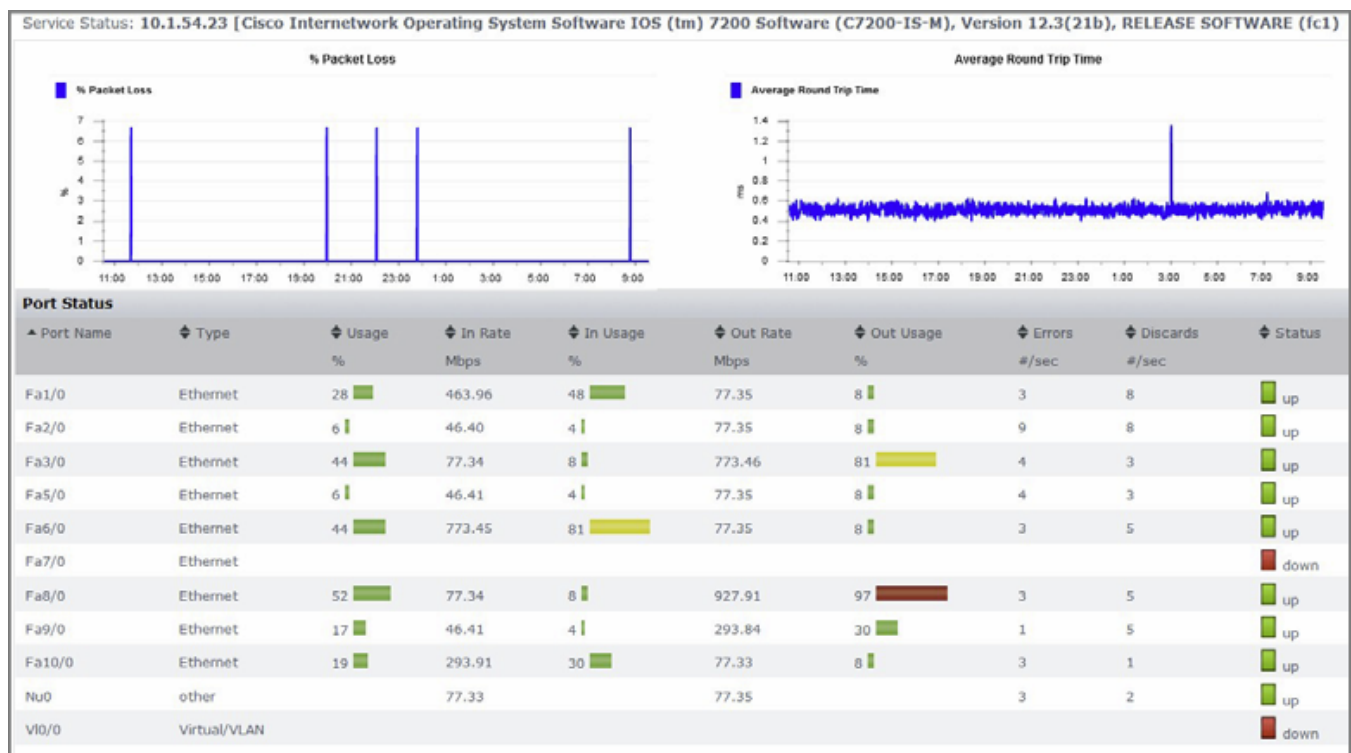 Service Status: 10.1.54.23 [Cisco Internetwork Operating System Software IOS (tm) 7200 Software (C7200-IS-M), Version 12.3(21b), RELEASE SOFTWARE (fc1)
% Packet Loss
% Packet Loss
7
6
5
4
3
2
1
0
%
11:00 13:00 15:00 17:00 19:00 21:00 23:00 1:00 3:00 5:00 7:00 9:00
Average Round Trip Time
Average Round Trip Time
1.4
1.2
1
0.8
0.6
0.4
0.2
0
ms
11:00 13:00 15:00 17:00 19:00 21:00 23:00 1:00 3:00 5:00 7:00 9:00
Port Status
Port Name Type Usage In Rate In Usage Out Rate Out Usage Errors Discards Status
% Mbps % Mbps % #/sec #/sec
Fa1/0 Ethernet 28 463.96 48 77.35 8 3 8 up
Fa2/0 Ethernet 6 46.40 4 77.35 8 9 8 up
Fa3/0 Ethernet 44 77.34 8 773.46 81 4 3 up
Fa5/0 Ethernet 6 46.41 4 77.35 8 4 3 up
Fa6/0 Ethernet 44 773.45 81 77.35 8 3 5 up
Fa7/0 Ethernet down
Fa8/0 Ethernet 52 77.34 8 927.91 97 3 5 up
Fa9/0 Ethernet 17 46.41 4 293.84 30 1 5 up
Fa10/0 Ethernet 19 293.91 30 77.33 8 3 1 up
Nu0 other 77.33 77.35 3 2 up
Vl0/0 Virtual/VLAN down